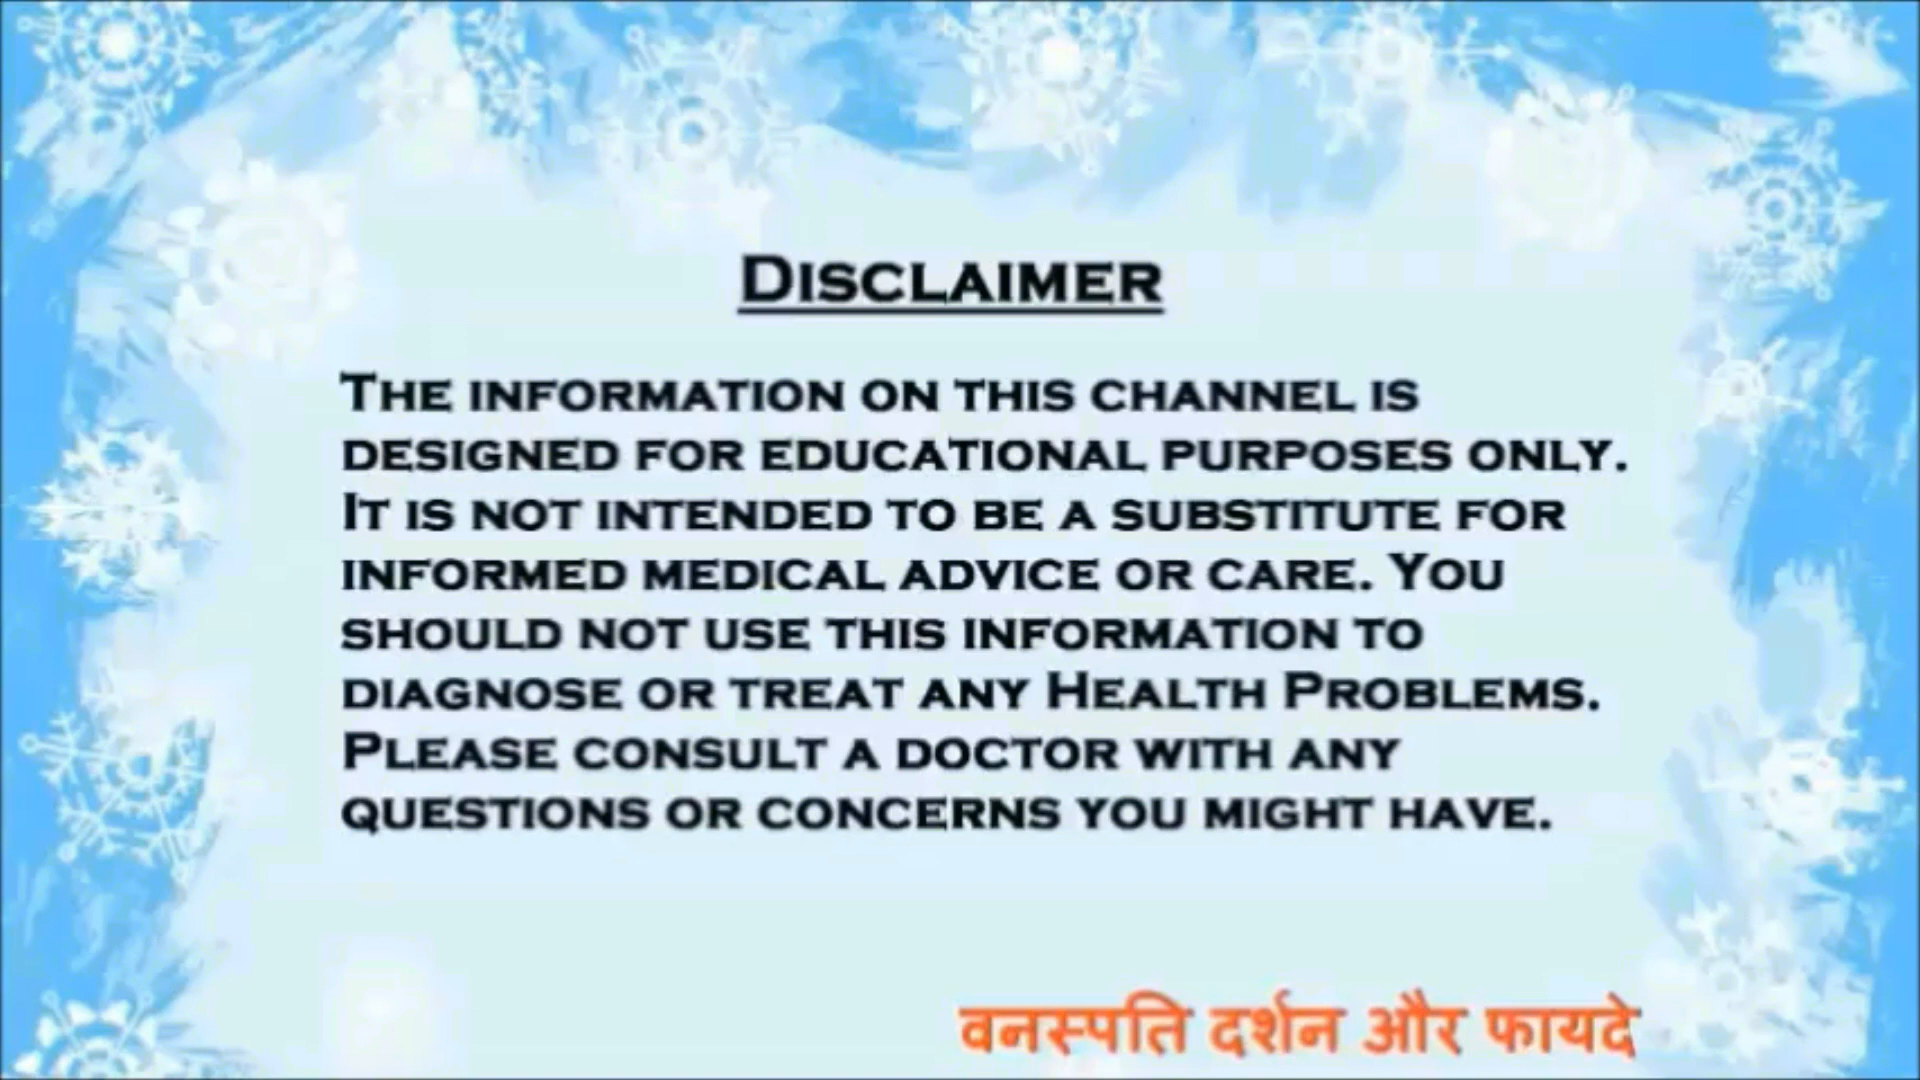 DISCLAIMER
THE INFORMATION ON THIS CHANNEL IS
DESIGNED FOR EDUCATIONAL PURPOSES ONLY.
IT IS NOT INTENDED TO BE A SUBSTITUTE FOR
INFORMED MEDICAL ADVICE OR CARE. YOU
SHOULD NOT USE THIS INFORMATION TO
DIAGNOSE OR TREAT ANY HEALTH PROBLEMS.
PLEASE CONSULT A DOCTOR WITH ANY
QUESTIONS OR CONCERNS YOU MIGHT HAVE.
वनस्पति दर्शन और फायदे